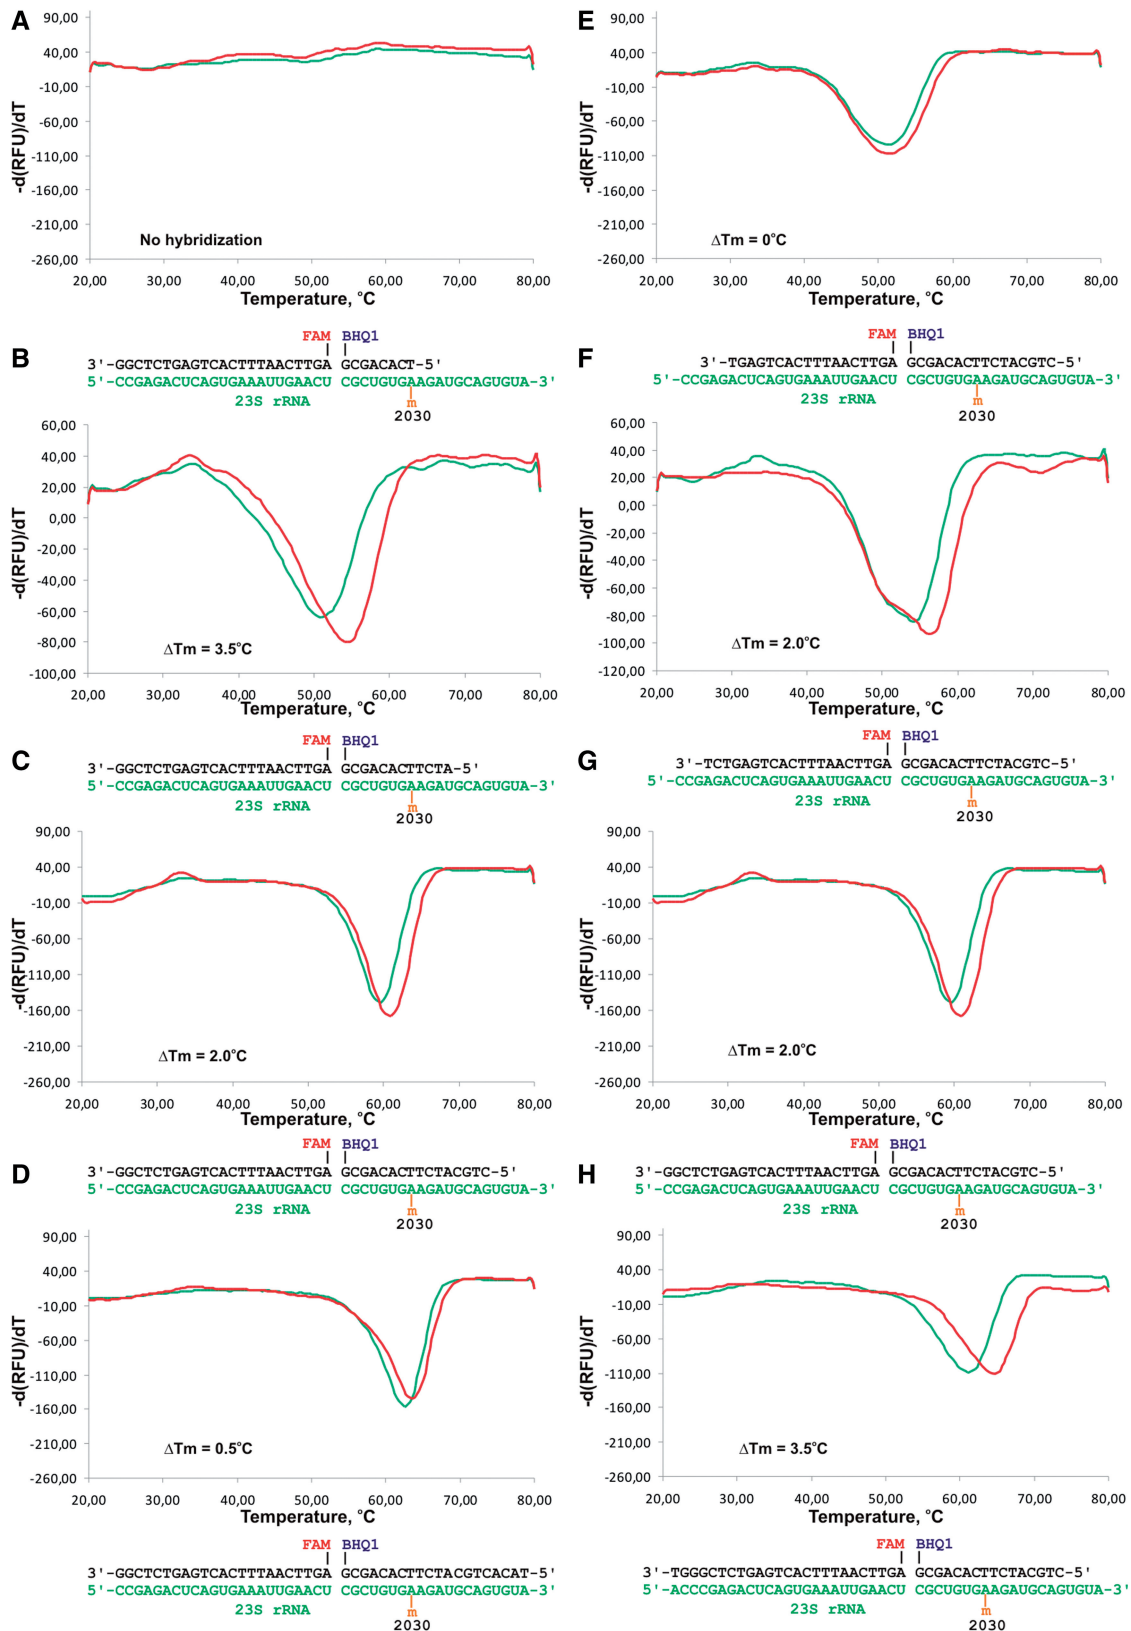 A
90,00
40,00
-10,00
-60,00
-110,00
-160,00
-210,00
-260,00
-d(RFU)/dT
No hybridization
20,00 30,00 40,00 50,00 60,00 70,00 80,00
Temperature, °C
FAM BHQ1
3'-GGCTCTGAGTCACTTTAACTTGA GCGACACT-5'
5'-CCGAGACUCAGUGAAAUUGAACU CGCUGUGAAGAUGCAGUGUA-3'
23S rRNA
m
2030
B
60,00
40,00
20,00
0,00
-20,00
-40,00
-60,00
-80,00
-100,00
-d(RFU)/dT
ΔTm = 3.5°C
20,00 30,00 40,00 50,00 60,00 70,00 80,00
Temperature, °C
FAM BHQ1
3'-GGCTCTGAGTCACTTTAACTTGA GCGACACTTCTA-5'
5'-CCGAGACUCAGUGAAAUUGAACU CGCUGUGAAGAUGCAGUGUA-3'
23S rRNA
m
2030
C
90,00
40,00
-10,00
-60,00
-110,00
-160,00
-210,00
-260,00
-d(RFU)/dT
ΔTm = 2.0°C
20,00 30,00 40,00 50,00 60,00 70,00 80,00
Temperature, °C
FAM BHQ1
3'-GGCTCTGAGTCACTTTAACTTGA GCGACACTTCTACGTC-5'
5'-CCGAGACUCAGUGAAAUUGAACU CGCUGUGAAGAUGCAGUGUA-3'
23S rRNA
m
2030
D
90,00
40,00
-10,00
-60,00
-110,00
-160,00
-210,00
-260,00
-d(RFU)/dT
ΔTm = 0.5°C
20,00 30,00 40,00 50,00 60,00 70,00 80,00
Temperature, °C
FAM BHQ1
3'-GGCTCTGAGTCACTTTAACTTGA GCGACACTTCTACGTCACAT-5'
5'-CCGAGACUCAGUGAAAUUGAACU CGCUGUGAAGAUGCAGUGUA-3'
23S rRNA
m
2030
E
90,00
40,00
-10,00
-60,00
-110,00
-160,00
-210,00
-260,00
-d(RFU)/dT
ΔTm = 0°C
20,00 30,00 40,00 50,00 60,00 70,00 80,00
Temperature, °C
FAM BHQ1
3'-TGAGTCACTTTAACTTGA GCGACACTTCTACGTC-5'
5'-CCGAGACUCAGUGAAAUUGAACU CGCUGUGAAGAUGCAGUGUA-3'
23S rRNA
m
2030
F
60,00
40,00
20,00
0,00
-20,00
-40,00
-60,00
-80,00
-100,00
-120,00
-d(RFU)/dT
ΔTm = 2.0°C
20,00 30,00 40,00 50,00 60,00 70,00 80,00
Temperature, °C
FAM BHQ1
3'-TCTGAGTCACTTTAACTTGA GCGACACTTCTACGTC-5'
5'-CCGAGACUCAGUGAAAUUGAACU CGCUGUGAAGAUGCAGUGUA-3'
23S rRNA
m
2030
G
90,00
40,00
-10,00
-60,00
-110,00
-160,00
-210,00
-260,00
-d(RFU)/dT
ΔTm = 2.0°C
20,00 30,00 40,00 50,00 60,00 70,00 80,00
Temperature, °C
FAM BHQ1
3'-GGCTCTGAGTCACTTTAACTTGA GCGACACTTCTACGTC-5'
5'-CCGAGACUCAGUGAAAUUGAACU CGCUGUGAAGAUGCAGUGUA-3'
23S rRNA
m
2030
H
90,00
40,00
-10,00
-60,00
-110,00
-160,00
-210,00
-260,00
-d(RFU)/dT
ΔTm = 3.5°C
20,00 30,00 40,00 50,00 60,00 70,00 80,00
Temperature, °C
FAM BHQ1
3'-TGGGCTCTGAGTCACTTTAACTTGA GCGACACTTCTACGTC-5'
5'-ACCCGAGACUCAGUGAAAUUGAACU CGCUGUGAAGAUGCAGUGUA-3'
23S rRNA
m
2030